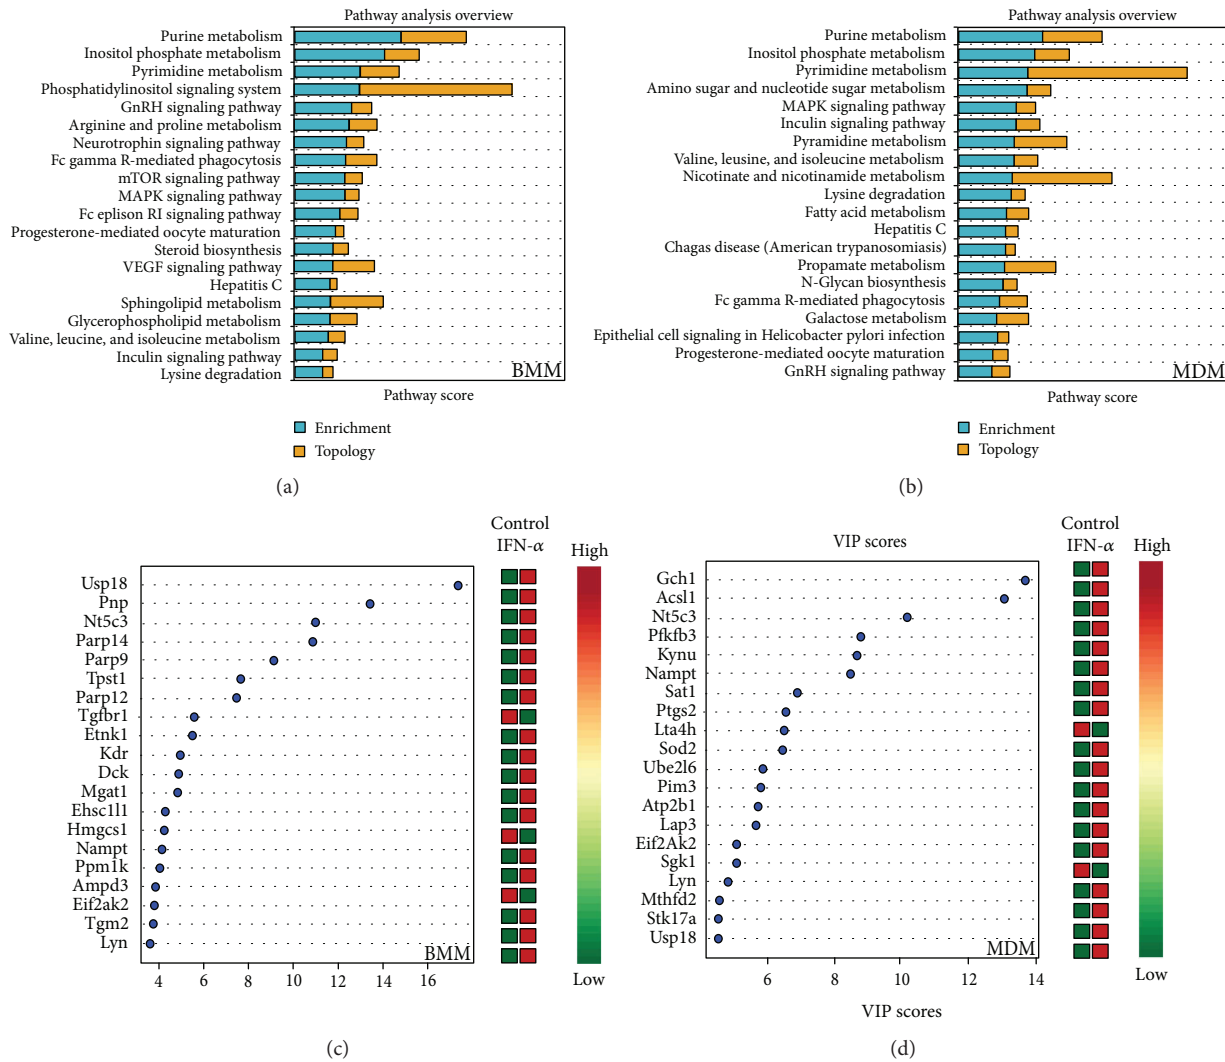 Pathway analysis overview
Purine metabolism
Inositol phosphate metabolism
Pyrimidine metabolism
Phosphatidylinositol signaling system
GnRH signaling pathway
Arginine and proline metabolism
Neurotrophin signaling pathway
Fc gamma R-mediated phagocytosis
mTOR signaling pathway
MAPK signaling pathway
Fc eplison RI signaling pathway
Progesterone-mediated oocyte maturation
Steroid biosynthesis
VEGF signaling pathway
Hepatitis C
Sphingolipid metabolism
Glycerophospholipid metabolism
Valine, leucine, and isoleucine metabolism
Inculin signaling pathway
Lysine degradation
BMM
Pathway score
Enrichment
Topology
(a)
Pathway analysis overview
Purine metabolism
Inositol phosphate metabolism
Pyrimidine metabolism
Amino sugar and nucleotide sugar metabolism
MAPK signaling pathway
Inculin signaling pathway
Pyramidine metabolism
Valine, leusine, and isoleucine metabolism
Nicotinate and nicotinamide metabolism
Lysine degradation
Fatty acid metabolism
Hepatitis C
Chagas disease (American trypanosomiasis)
Propamate metabolism
N-Glycan biosynthesis
Fc gamma R-mediated phagocytosis
Galactose metabolism
Epithelial cell signaling in Helicobacter pylori infection
Progesterone-mediated oocyte maturation
GnRH signaling pathway
MDM
Pathway score
Enrichment
Topology
(b)
Control
IFN-α
High
Usp18
Pnp
Nt5c3
Parp14
Parp9
Tpst1
Parp12
Tgfbr1
Etnk1
Kdr
Dck
Mgat1
Ehsc1l1
Hmgcs1
Nampt
Ppm1k
Ampd3
Eif2ak2
Tgm2
Lyn
BMM
Low
4 6 8 10 12 14 16
(c)
VIP scores
Control
IFN-α
High
Gch1
Acsl1
Nt5c3
Pfkfb3
Kynu
Nampt
Sat1
Ptgs2
Lta4h
Sod2
Ube2l6
Pim3
Atp2b1
Lap3
Eif2Ak2
Sgk1
Lyn
Mthfd2
Stk17a
Usp18
MDM
Low
6 8 10 12 14
VIP scores
(d)